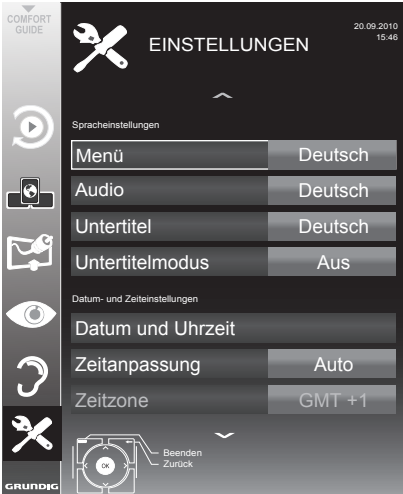 COMFORT
GUIDE
EINSTELLUNGEN
20.09.2010
15:46
Spracheinstellungen
Menü Deutsch
Audio Deutsch
Untertitel Deutsch
Untertitelmodus Aus
Datum- und Zeiteinstellungen
Datum und Uhrzeit
Zeitanpassung Auto
Zeitzone GMT +1
OK
Beenden
Zurück
GRUNDIG